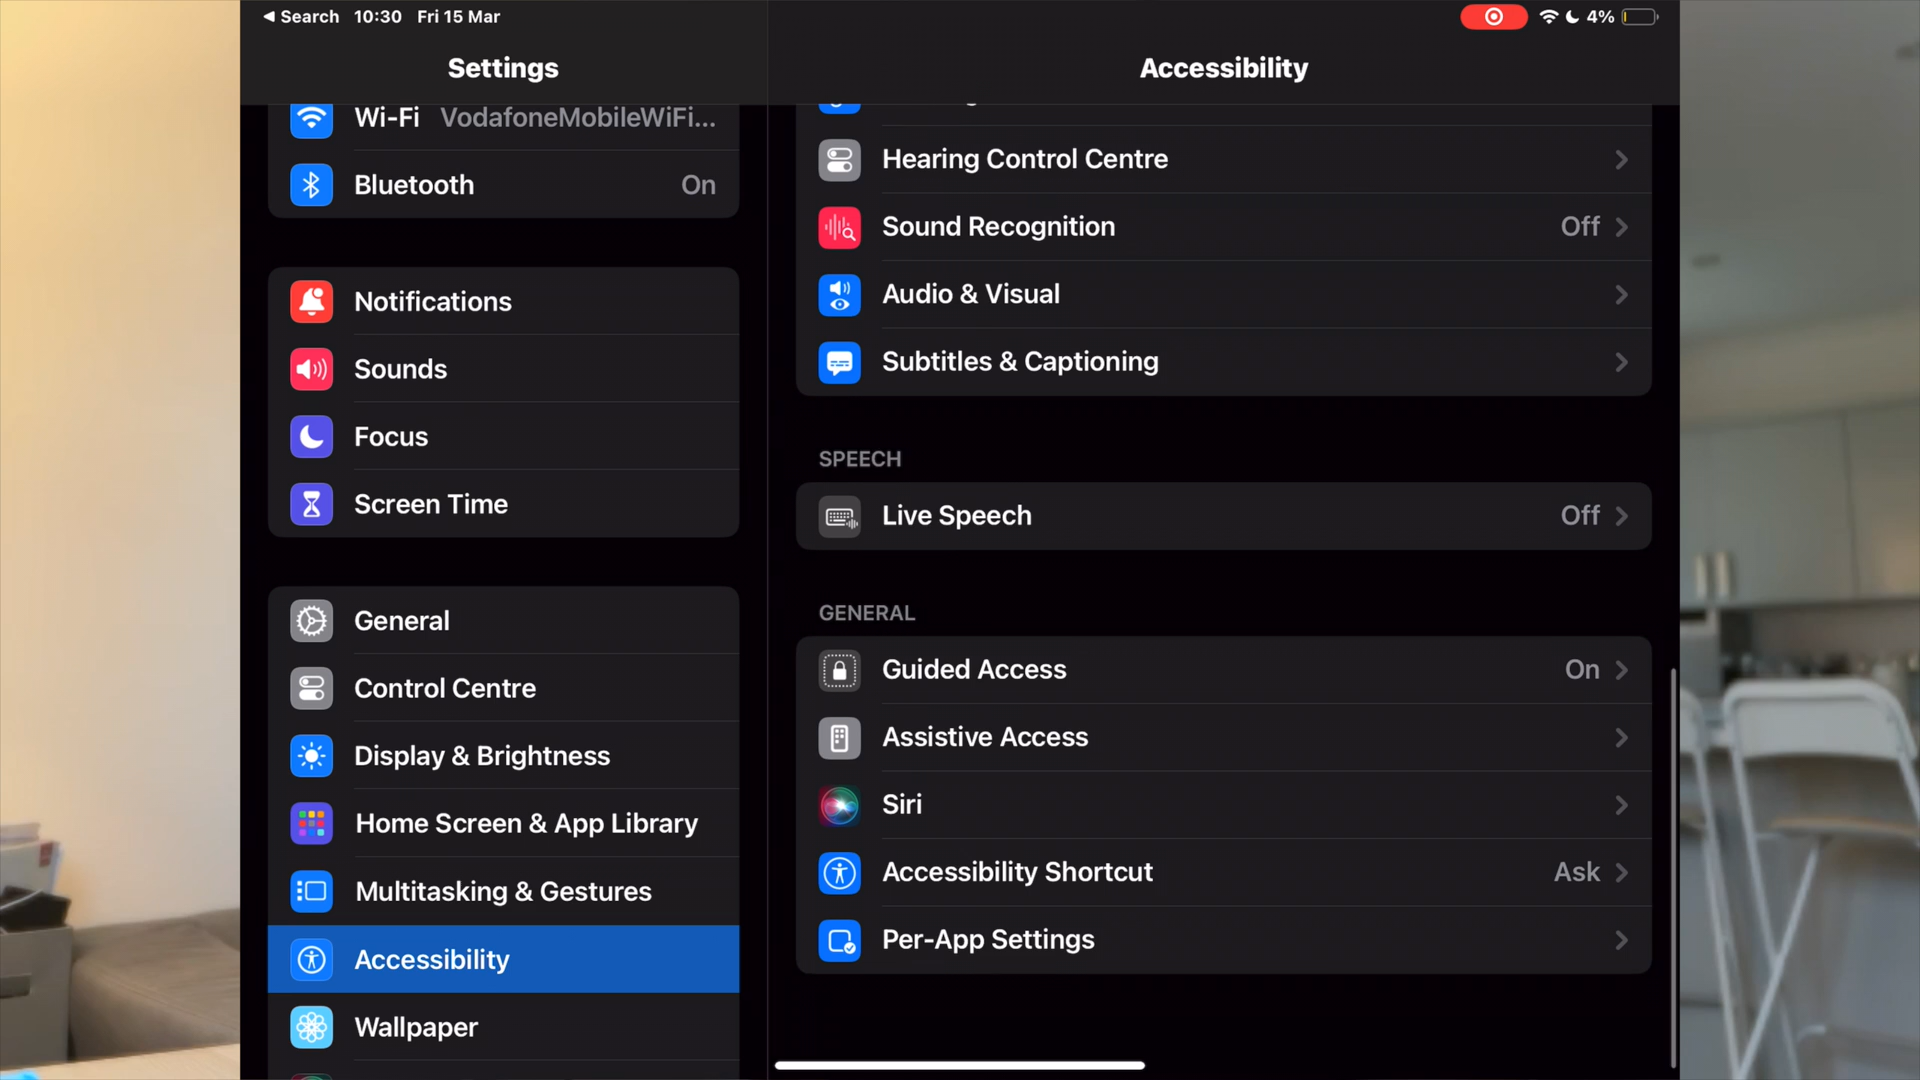 Search 10:30 Fri 15 Mar
4%
Settings
Wi-Fi VodafoneMobileWiFi...
Bluetooth On
Notifications
Sounds
Focus
Screen Time
General
Control Centre
Display & Brightness
Home Screen & App Library
Multitasking & Gestures
Accessibility
Wallpaper
Accessibility
Hearing Control Centre
Sound Recognition Off
Audio & Visual
Subtitles & Captioning
SPEECH
Live Speech Off
GENERAL
Guided Access On
Assistive Access
Siri
Accessibility Shortcut Ask
Per-App Settings